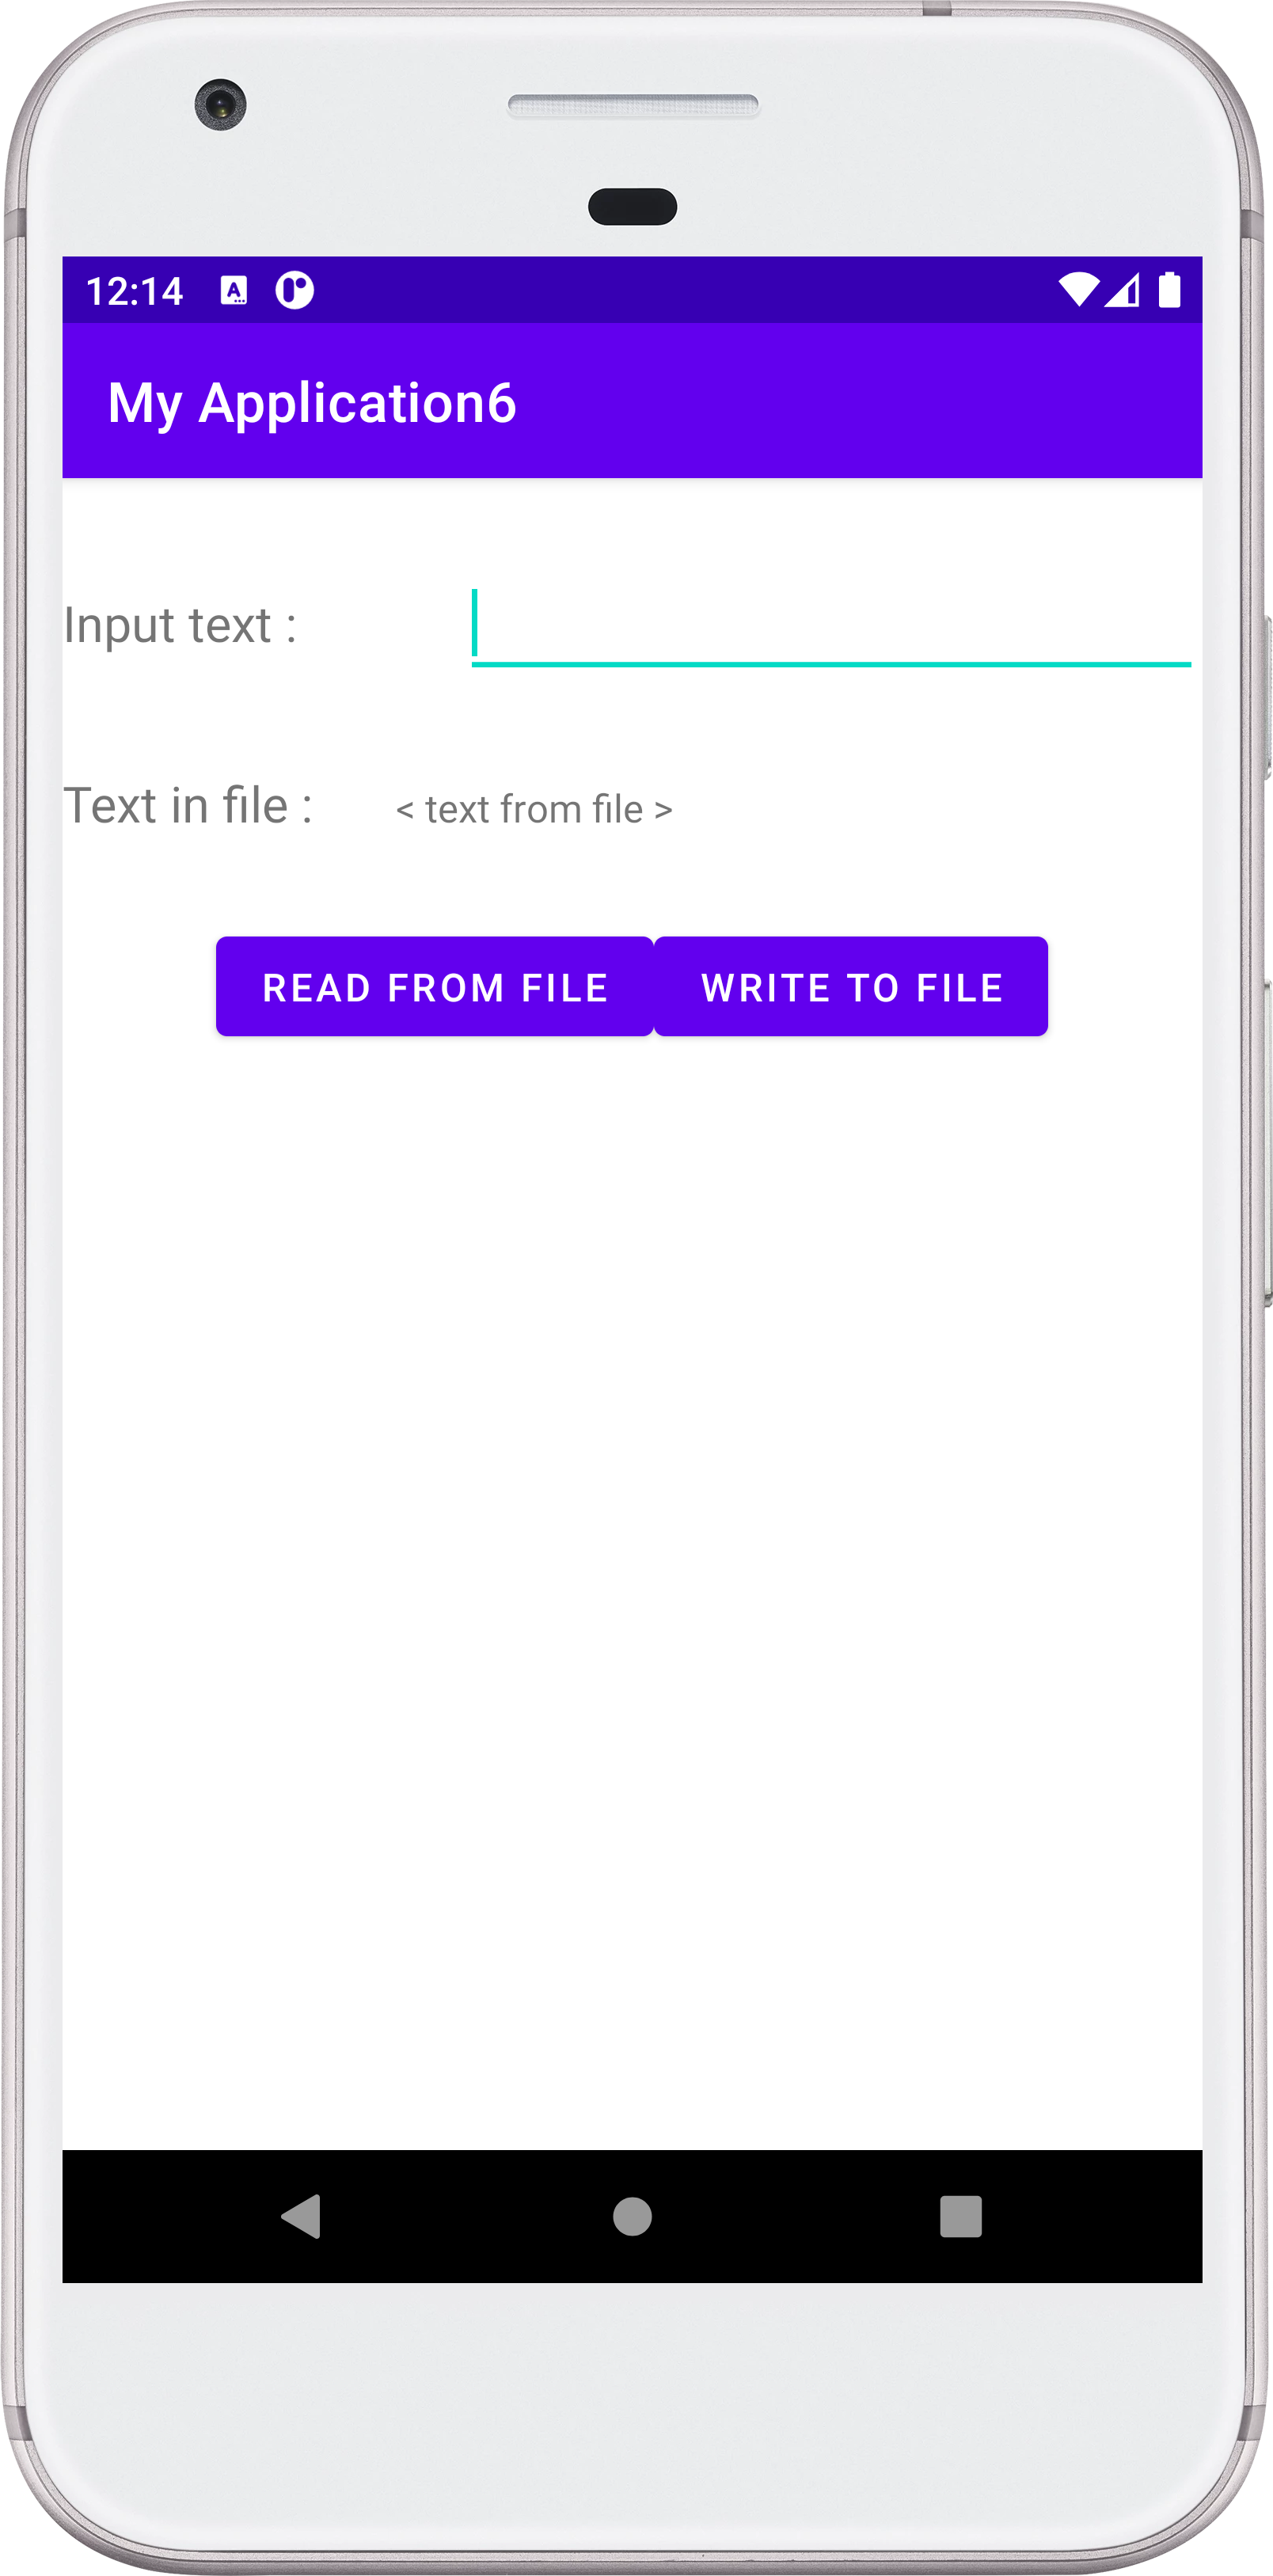 12:14
My Application6
Input text :
Text in file : < text from file >
READ FROM FILE WRITE TO FILE